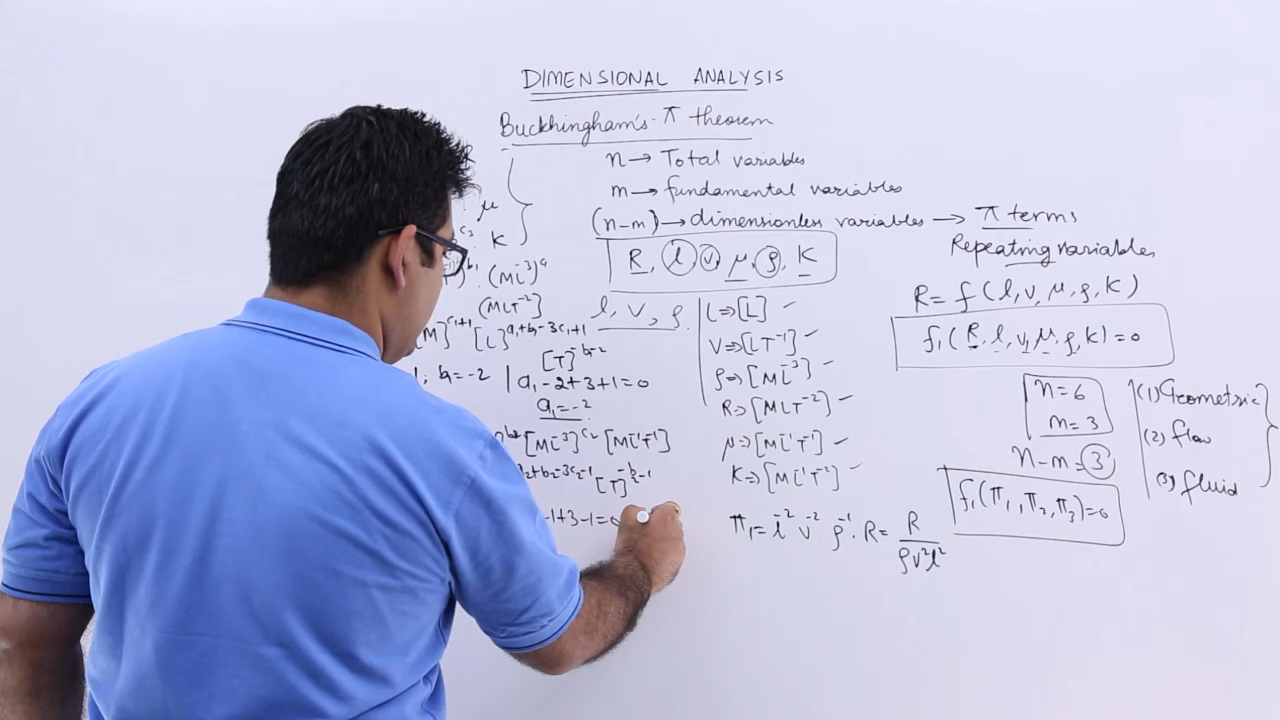 DIMENSIONAL ANALYSIS
Buckhingham's π theorem
n → Total variables
m → fundamental variables
(n-m) → dimensionless variables → π terms
Repeating variables
μ
K
R, l, v, μ, ρ, K
(ML⁻³)ᶜ¹
[MLT⁻²]
M]ᶜ¹⁺¹ [L]ᵃ¹⁺ᵇ¹⁻³ᶜ¹⁺¹
[T]⁻ᵇ¹⁻²
b₁=-2 | a₁-2+3+1=0
a₁=-2
[ML⁻³]ᶜ² [ML⁻¹T⁻¹]
a₂+b₂-3c₂-1 [T]⁻ᵇ²⁻¹
-1+3-1=0
l, v, ρ
L⇒[L]
V⇒[LT⁻¹]
ρ⇒[ML⁻³]
R⇒[MLT⁻²]
μ⇒[ML⁻¹T⁻¹]
K⇒[ML⁻¹T⁻²]
π₁= l⁻² v⁻² ρ⁻¹. R = R/ρv²l²
R = f(l, v, μ, ρ, K)
f₁(R, l, v, μ, ρ, K)=0
n=6
m=3
n-m=3
f₁(π₁, π₂, π₃)=0
(1) Geometric
(2) flow
(3) fluid